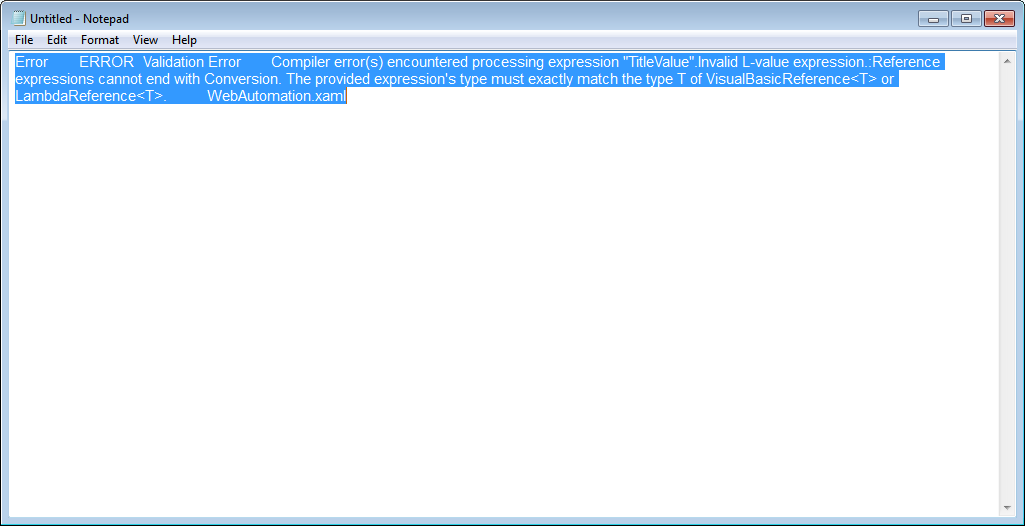 Untitled - Notepad
File Edit Format View Help
Error ERROR Validation Error Compiler error(s) encountered processing expression "TitleValue".Invalid L-value expression.:Reference
expressions cannot end with Conversion. The provided expression's type must exactly match the type T of VisualBasicReference<T> or
LambdaReference<T>. WebAutomation.xaml